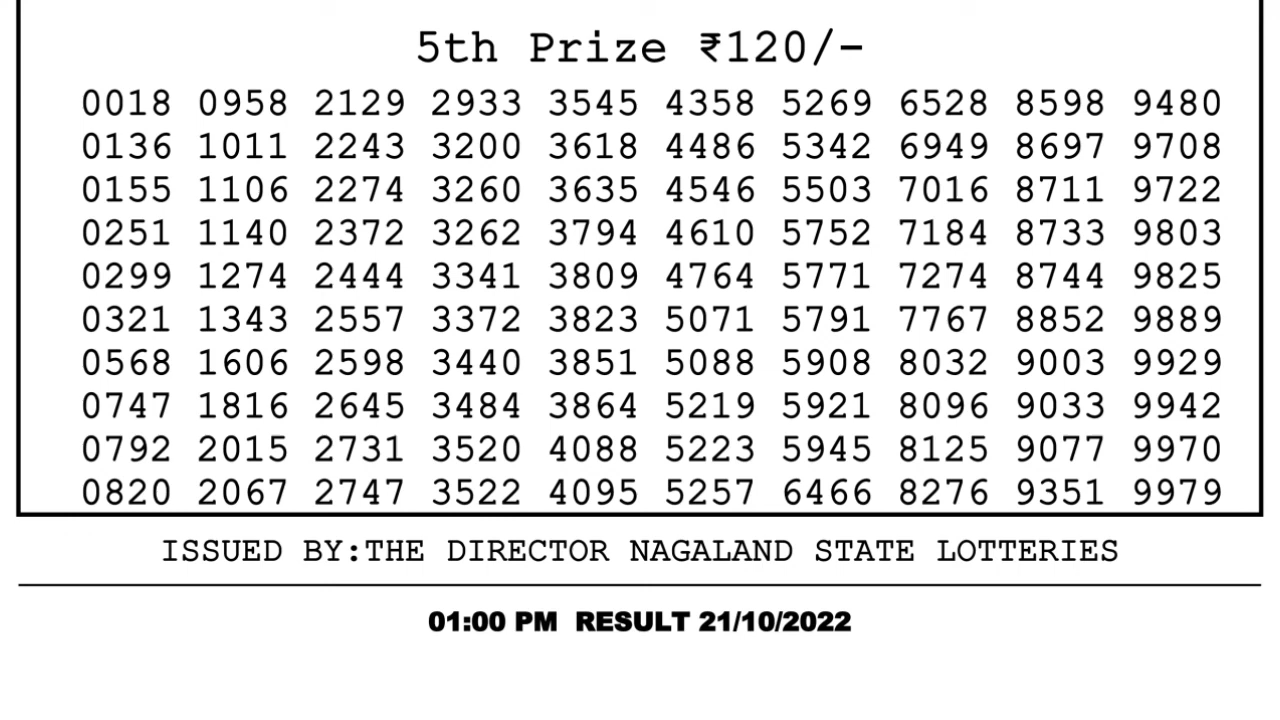 5th Prize ₹120/-
0018 0958 2129 2933 3545 4358 5269 6528 8598 9480
0136 1011 2243 3200 3618 4486 5342 6949 8697 9708
0155 1106 2274 3260 3635 4546 5503 7016 8711 9722
0251 1140 2372 3262 3794 4610 5752 7184 8733 9803
0299 1274 2444 3341 3809 4764 5771 7274 8744 9825
0321 1343 2557 3372 3823 5071 5791 7767 8852 9889
0568 1606 2598 3440 3851 5088 5908 8032 9003 9929
0747 1816 2645 3484 3864 5219 5921 8096 9033 9942
0792 2015 2731 3520 4088 5223 5945 8125 9077 9970
0820 2067 2747 3522 4095 5257 6466 8276 9351 9979
ISSUED BY:THE DIRECTOR NAGALAND STATE LOTTERIES
01:00 PM RESULT 21/10/2022